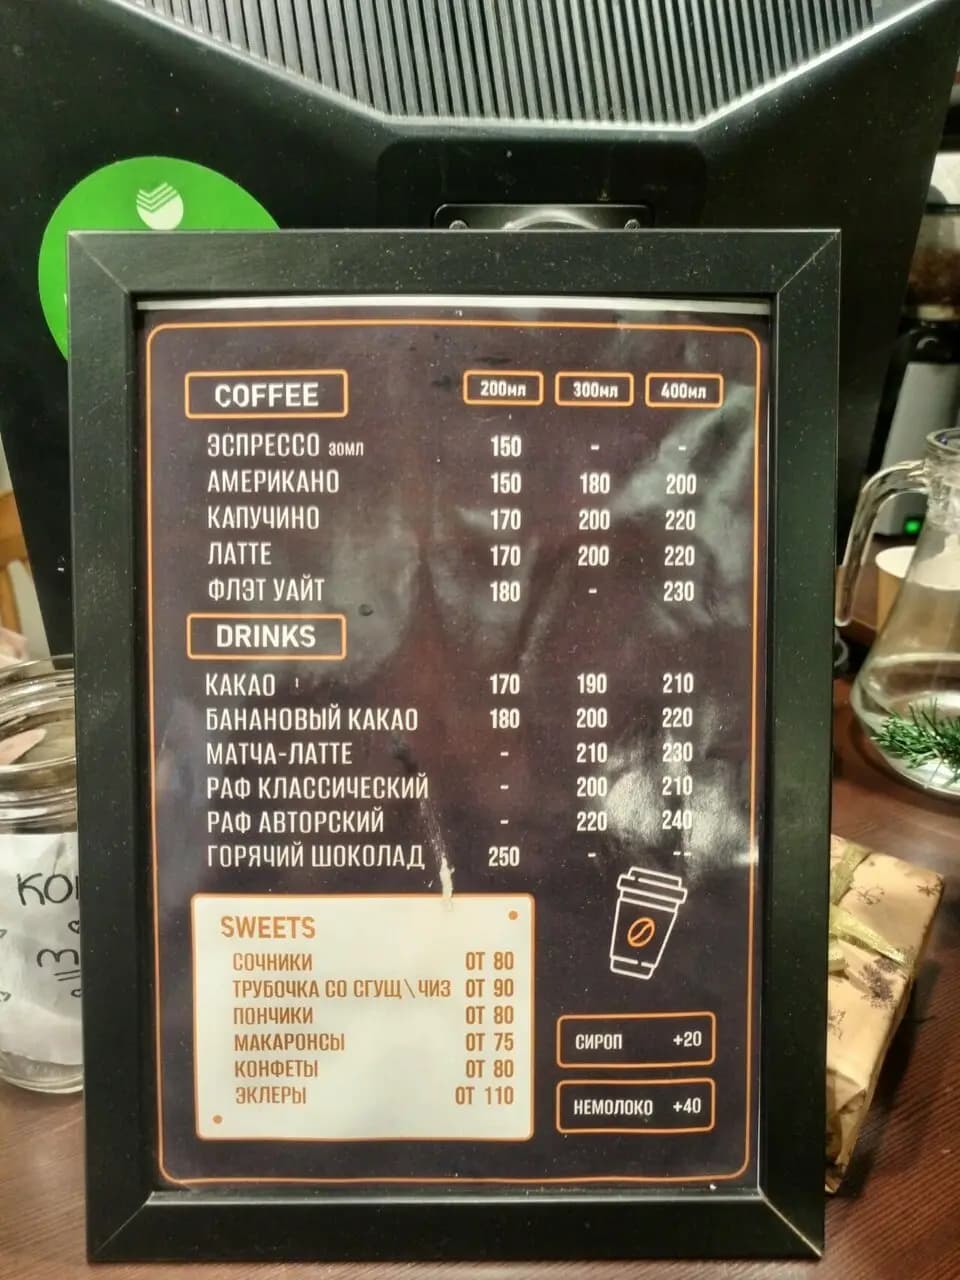 COFFEE 200мл 300мл 400мл
ЭСПРЕССО 30МЛ 150 - -
АМЕРИКАНО 150 180 200
КАПУЧИНО 170 200 220
ЛАТТЕ 170 200 220
ФЛЭТ УАЙТ 180 - 230
DRINKS
КАКАО 170 190 210
БАНАНОВЫЙ КАКАО 180 200 220
МАТЧА-ЛАТТЕ - 210 230
РАФ КЛАССИЧЕСКИЙ - 200 210
РАФ АВТОРСКИЙ - 220 240
ГОРЯЧИЙ ШОКОЛАД 250 - --
SWEETS
СОЧНИКИ ОТ 80
ТРУБОЧКА СО СГУЩ\ЧИЗ ОТ 90
ПОНЧИКИ ОТ 80
МАКАРОНСЫ ОТ 75
КОНФЕТЫ ОТ 80
ЭКЛЕРЫ ОТ 110
СИРОП +20
НЕМОЛОКО +40